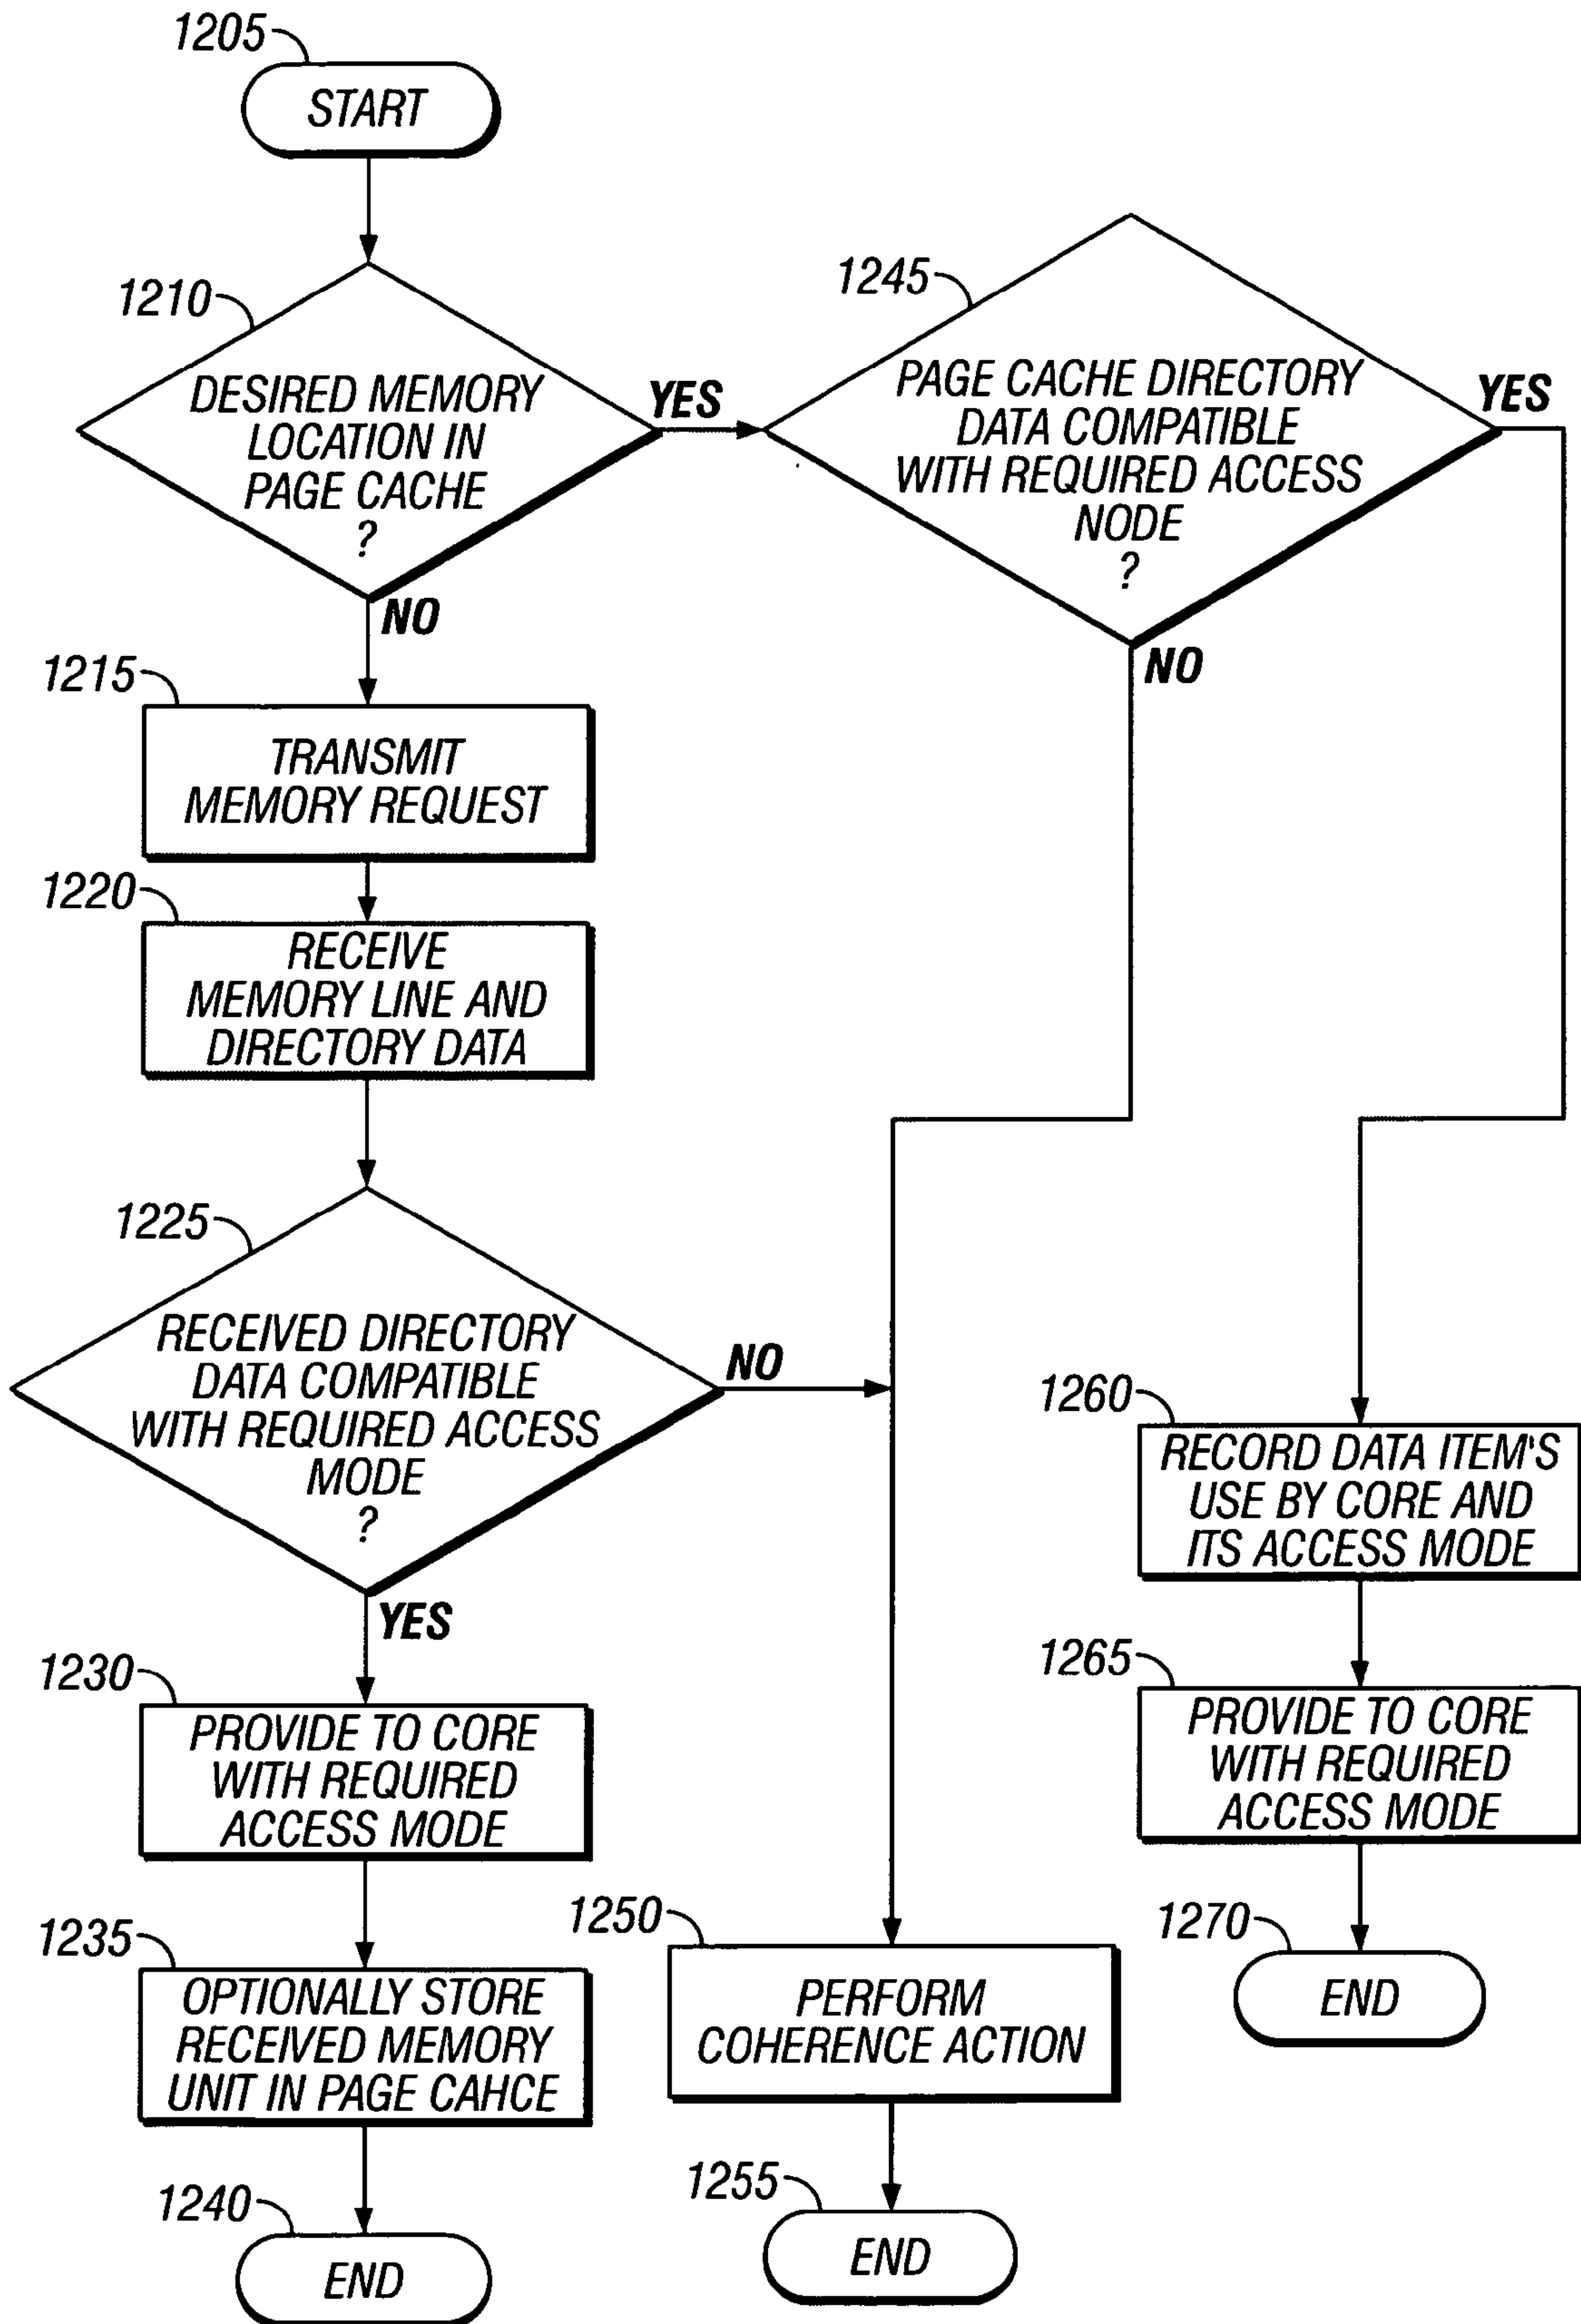 1205
START
1210
DESIRED MEMORY
LOCATION IN
PAGE CACHE
?
YES
NO
1245
PAGE CACHE DIRECTORY
DATA COMPATIBLE
WITH REQUIRED ACCESS
NODE
?
YES
NO
1215
TRANSMIT
MEMORY REQUEST
1220
RECEIVE
MEMORY LINE AND
DIRECTORY DATA
1225
RECEIVED DIRECTORY
DATA COMPATIBLE
WITH REQUIRED ACCESS
MODE
?
NO
YES
1230
PROVIDE TO CORE
WITH REQUIRED
ACCESS MODE
1235
OPTIONALLY STORE
RECEIVED MEMORY
UNIT IN PAGE CAHCE
1240
END
1250
PERFORM
COHERENCE ACTION
1255
END
1260
RECORD DATA ITEM'S
USE BY CORE AND
ITS ACCESS MODE
1265
PROVIDE TO CORE
WITH REQUIRED
ACCESS MODE
1270
END